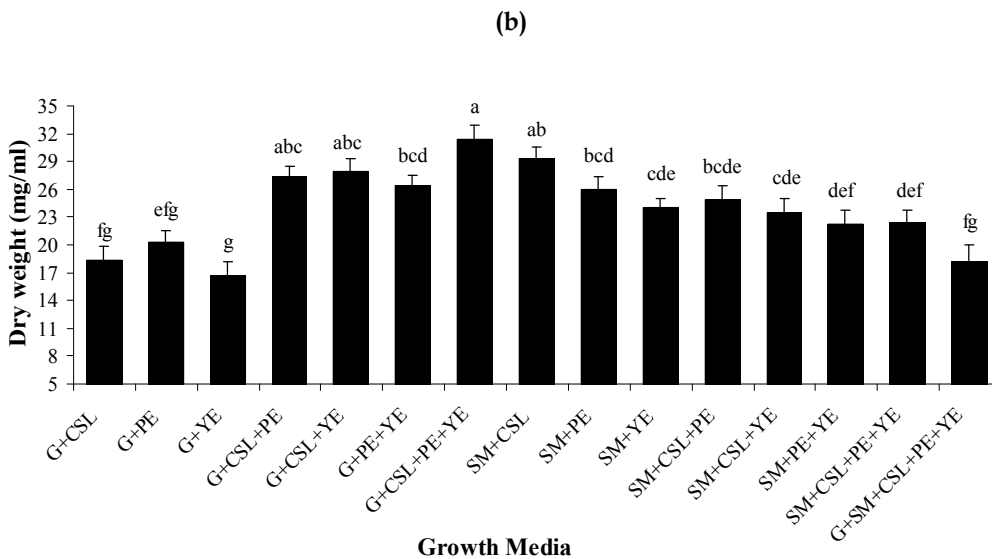 (b)
Dry weight (mg/ml)
35
32
29
26
23
20
17
14
11
8
5
fg
efg
g
abc
abc
bcd
a
ab
bcd
cde
bcde
cde
def
def
fg
G+CSL
G+PE
G+YE
G+CSL+PE
G+CSL+YE
G+PE+YE
G+CSL+PE+YE
SM+CSL
SM+PE
SM+YE
SM+CSL+PE
SM+CSL+YE
SM+PE+YE
SM+CSL+PE+YE
G+SM+CSL+PE+YE
Growth Media